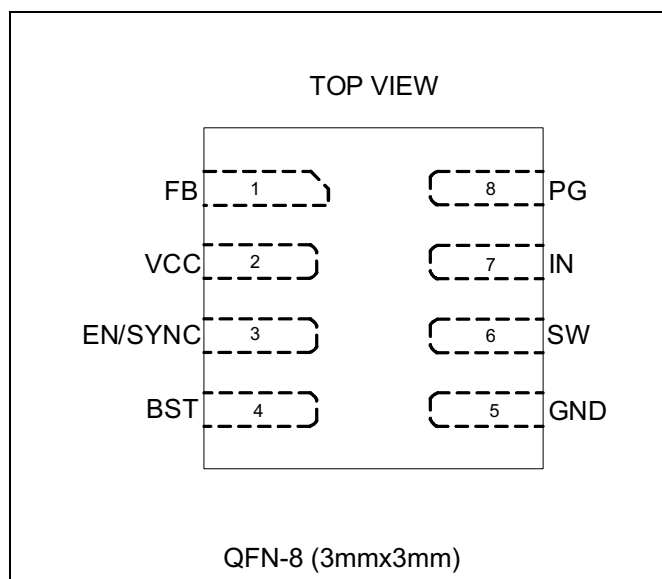 TOP VIEW
FB 1 8 PG
VCC 2 7 IN
EN/SYNC 3 6 SW
BST 4 5 GND
QFN-8 (3mmx3mm)